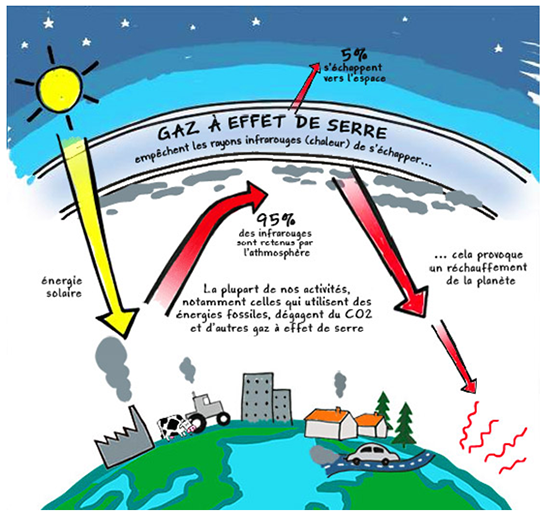 5%
s'échappent
vers l'espace
GAZ À EFFET DE SERRE
empêchent les rayons infrarouges (chaleur) de s'échapper...
95%
des infrarouges
sont retenus par
l'athmosphère
énergie
solaire
... cela provoque
un réchauffement
de la planète
La plupart de nos activités,
notamment celles qui utilisent des
énergies fossiles, dégagent du CO2
et d'autres gaz à effet de serre